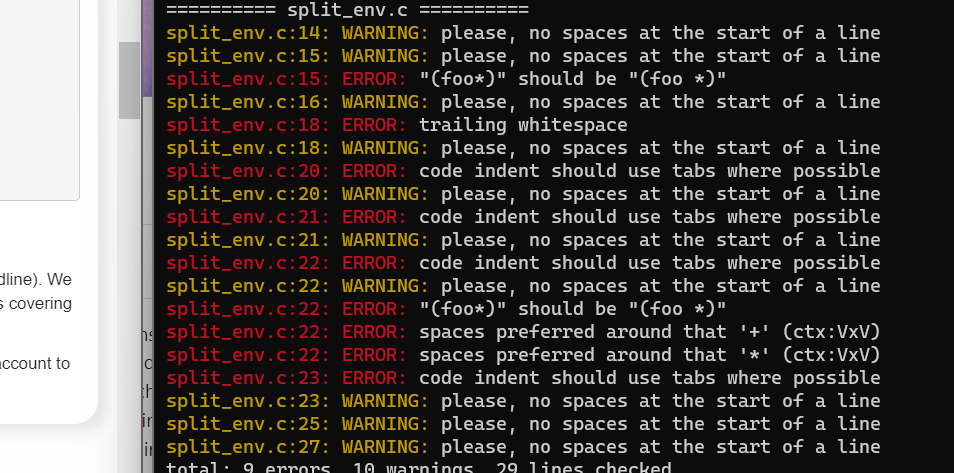 ========== split_env.c ==========
split_env.c:14: WARNING: please, no spaces at the start of a line
split_env.c:15: WARNING: please, no spaces at the start of a line
split_env.c:15: ERROR: "(foo*)" should be "(foo *)"
split_env.c:16: WARNING: please, no spaces at the start of a line
split_env.c:18: ERROR: trailing whitespace
split_env.c:18: WARNING: please, no spaces at the start of a line
split_env.c:20: ERROR: code indent should use tabs where possible
split_env.c:20: WARNING: please, no spaces at the start of a line
split_env.c:21: ERROR: code indent should use tabs where possible
split_env.c:21: WARNING: please, no spaces at the start of a line
split_env.c:22: ERROR: code indent should use tabs where possible
split_env.c:22: WARNING: please, no spaces at the start of a line
split_env.c:22: ERROR: "(foo*)" should be "(foo *)"
split_env.c:22: ERROR: spaces preferred around that '+' (ctx:VxV)
split_env.c:22: ERROR: spaces preferred around that '*' (ctx:VxV)
split_env.c:23: ERROR: code indent should use tabs where possible
split_env.c:23: WARNING: please, no spaces at the start of a line
split_env.c:25: WARNING: please, no spaces at the start of a line
split_env.c:27: WARNING: please, no spaces at the start of a line
total: 9 errors, 10 warnings, 29 lines checked
dline). We
s covering
account to